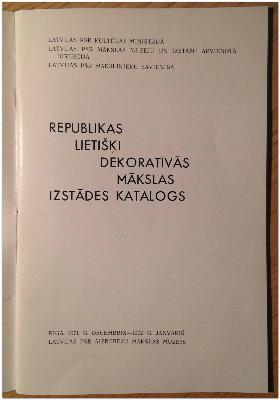 LATVIJAS PSR KULTŪRAS MINISTRIJA
LATVIJAS PSR MĀKSLAS MUZEJU UN IZSTĀŽU APVIENOTĀ
DIREKCIJA
LATVIJAS PSR MĀKSLINIEKU SAVIENĪBA
REPUBLIKAS
LIETIŠĶI
DEKORATĪVĀS
MĀKSLAS
IZSTĀDES KATALOGS
RĪGA, 1971. G. DECEMBRIS—1972. G. JANVĀRIS
LATVIJAS PSR AIZROBEŽU MĀKSLAS MUZEJS